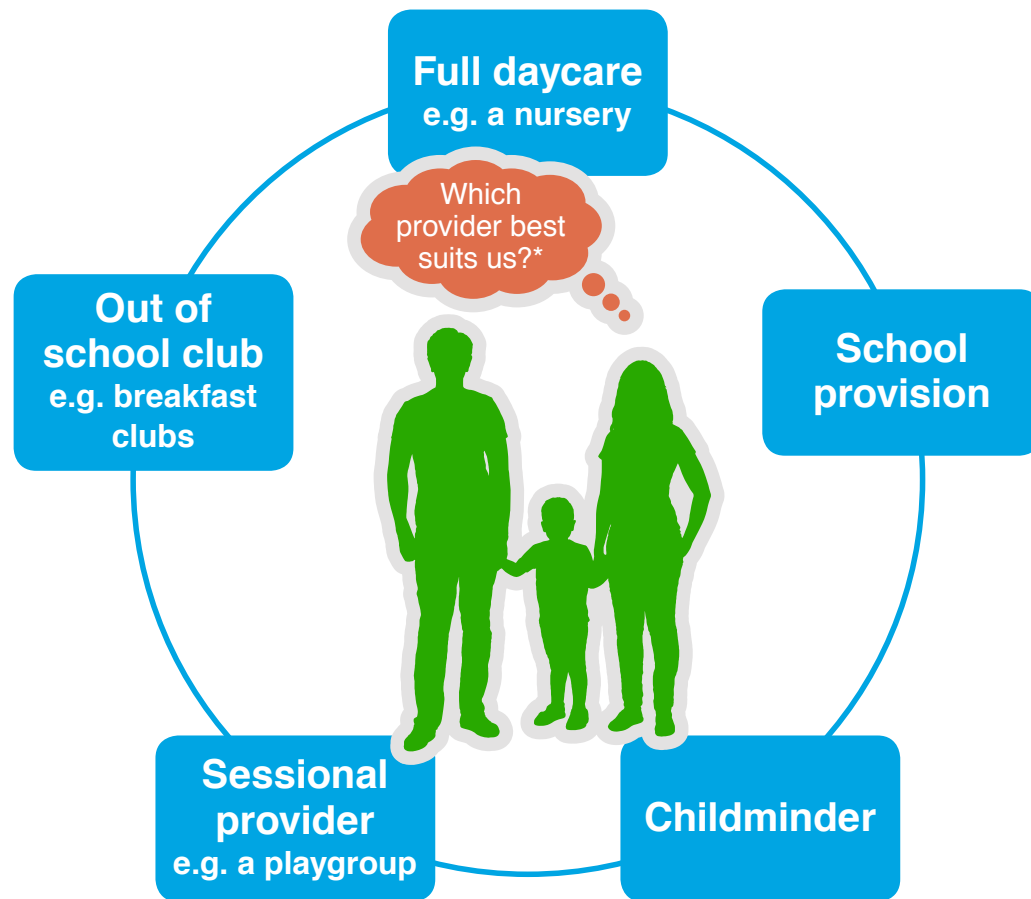 Full daycare
e.g. a nursery
Which
provider best
suits us?*
Out of
school club
e.g. breakfast
clubs
School
provision
Sessional
provider
e.g. a playgroup
Childminder